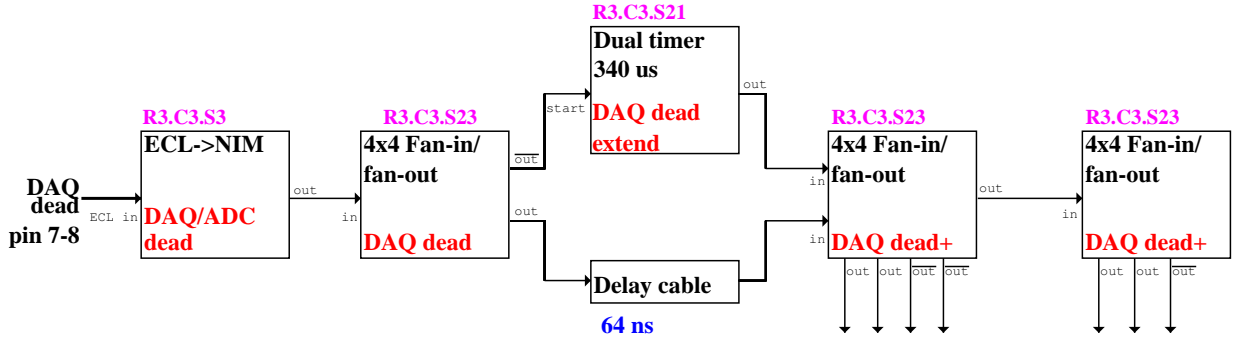 R3.C3.S21
Dual timer
340 us
DAQ dead
extend
start
out
R3.C3.S3
ECL->NIM
DAQ/ADC
dead
DAQ
dead
pin 7-8
ECL in
out
R3.C3.S23
4x4 Fan-in/
fan-out
DAQ dead
in
out
out
Delay cable
64 ns
R3.C3.S23
4x4 Fan-in/
fan-out
DAQ dead+
in
in
out
out out out out
R3.C3.S23
4x4 Fan-in/
fan-out
DAQ dead+
in
out out out